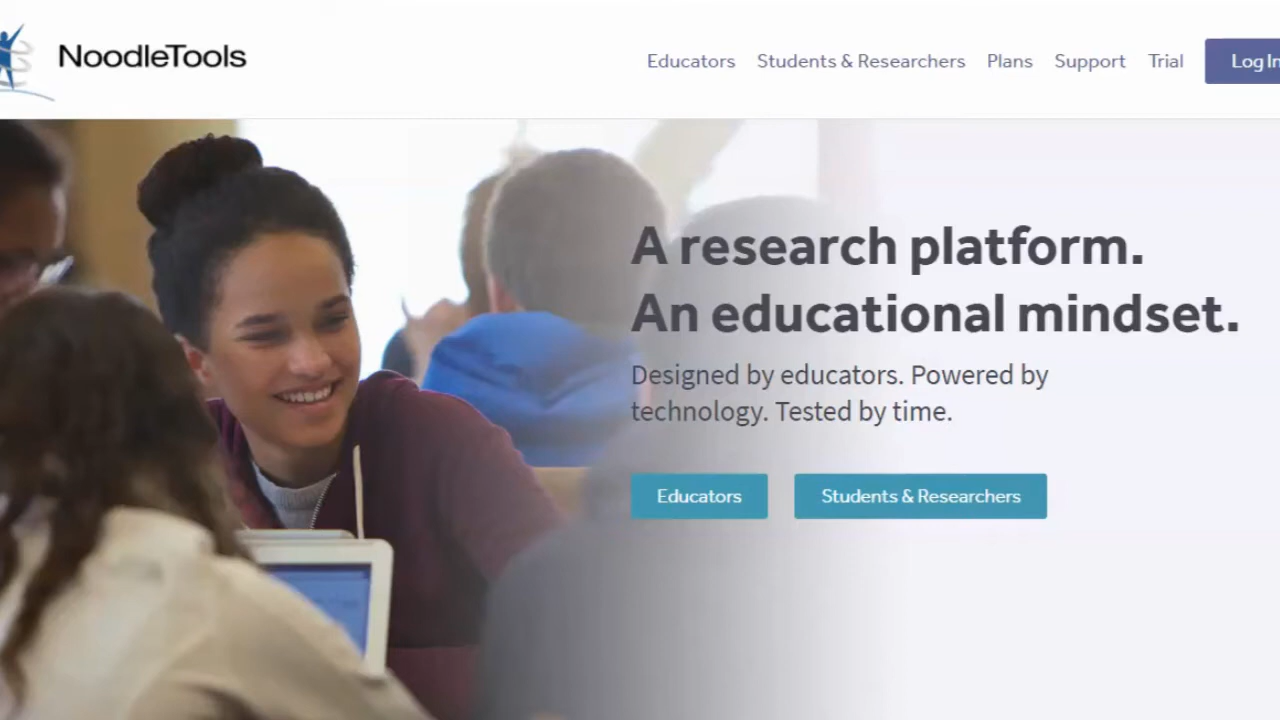 NoodleTools
Educators Students & Researchers Plans Support Trial Log In
A research platform.
An educational mindset.
Designed by educators. Powered by
technology. Tested by time.
Educators Students & Researchers